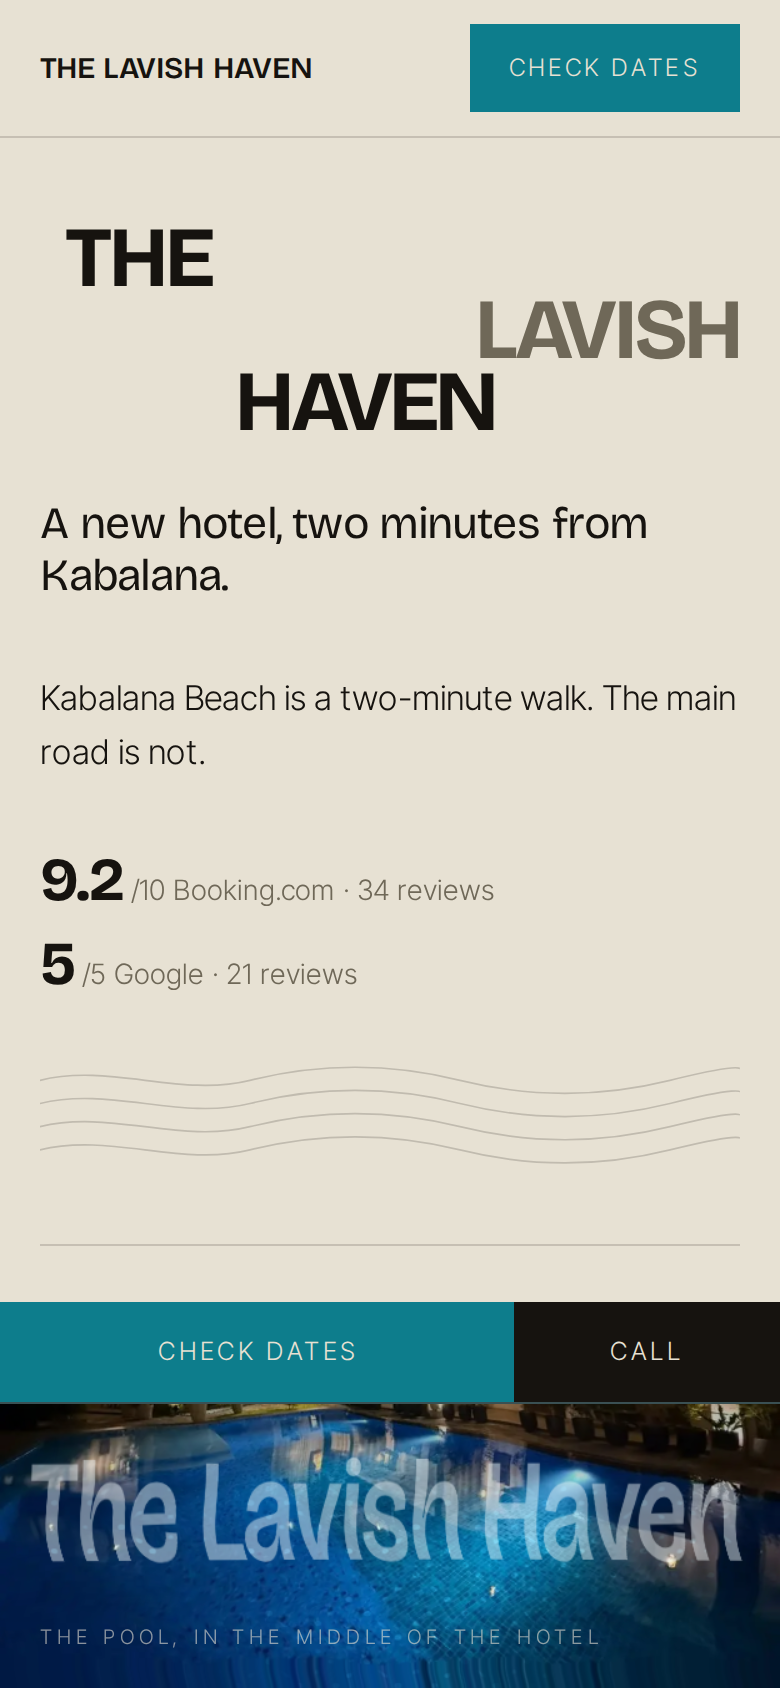 THE LAVISH HAVEN
CHECK DATES
THE
LAVISH
HAVEN
A new hotel, two minutes from
Kabalana.
Kabalana Beach is a two-minute walk. The main
road is not.
9.2 /10 Booking.com · 34 reviews
5 /5 Google · 21 reviews
CHECK DATES
CALL
The Lavish Haven
THE POOL, IN THE MIDDLE OF THE HOTEL